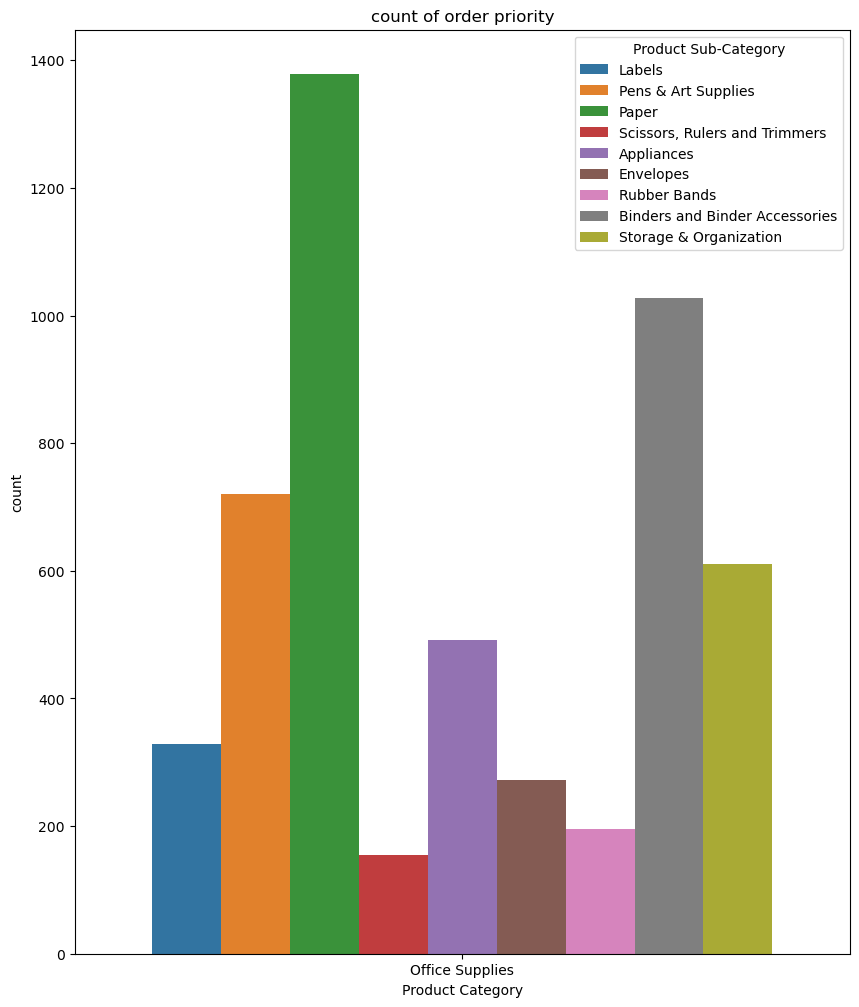 count of order priority
Product Sub-Category
Labels
Pens & Art Supplies
Paper
Scissors, Rulers and Trimmers
Appliances
Envelopes
Rubber Bands
Binders and Binder Accessories
Storage & Organization
1400
1200
1000
800
600
400
200
0
count
Office Supplies
Product Category